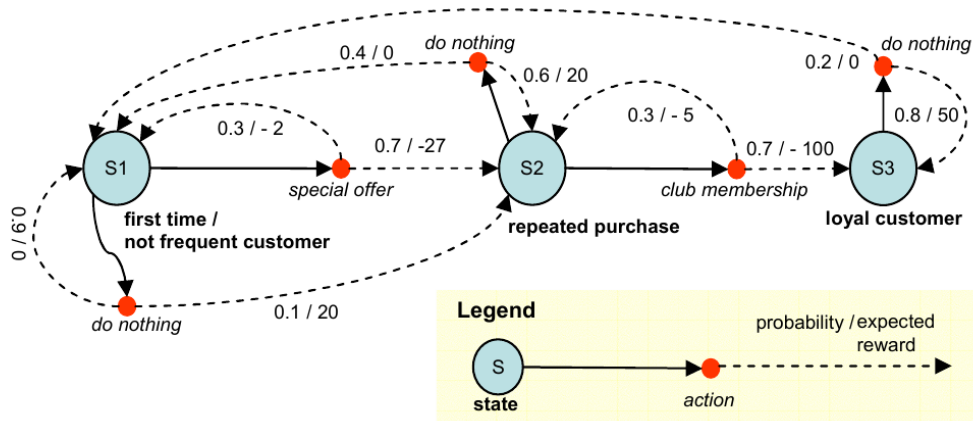 do nothing
do nothing
0.4 / 0
0.6 / 20
0.2 / 0
0.3 / - 2
0.3 / - 5
0.8 / 50
0.7 / -27
0.7 / - 100
S1
S2
S3
special offer
club membership
first time /
not frequent customer
repeated purchase
loyal customer
0.9 / 0
do nothing
0.1 / 20
Legend
probability / expected
reward
S
state
action